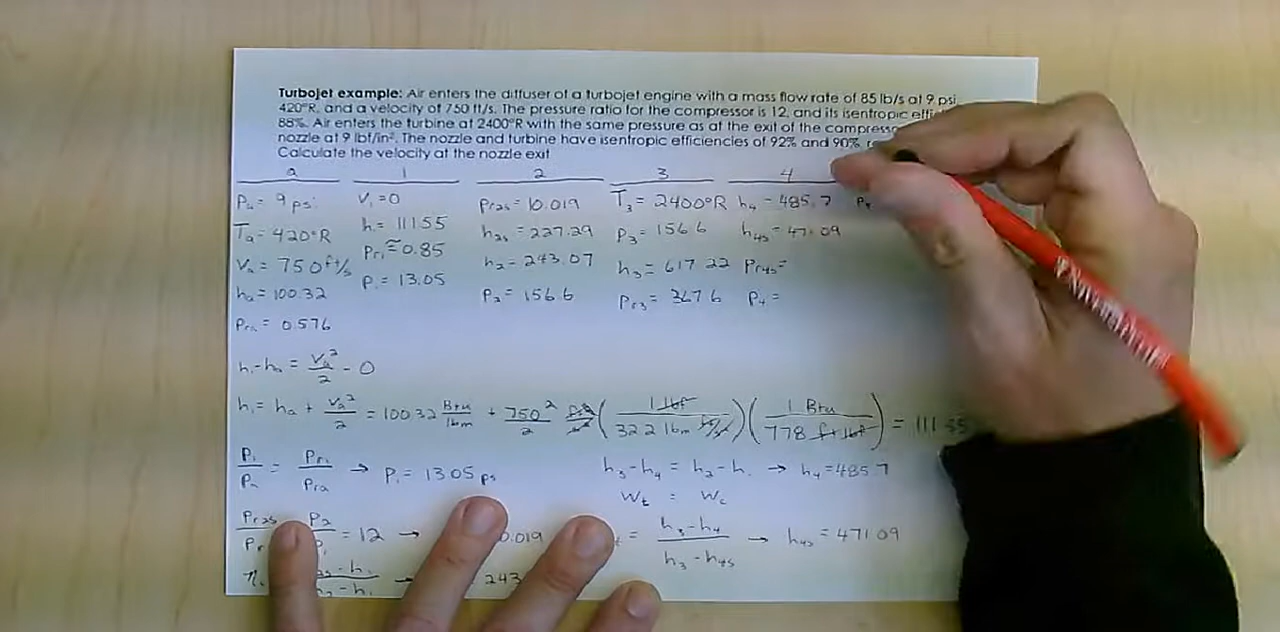 Turbojet example: Air enters the diffuser of a turbojet engine with a mass flow rate of 85 lb/s at 9 psi,
420°R, and a velocity of 750 ft/s. The pressure ratio for the compressor is 12, and its isentropic
88%. Air enters the turbine at 2400°R with the same pressure as at the exit of the
nozzle at 9 lbf/in². The nozzle and turbine have isentropic efficiencies of 92% and 90%,
Calculate the velocity at the nozzle exit
a 1 2 3 4
Pa = 9 psi V1=0 Pr2s = 10.019 T3 = 2400°R h4 = 485.7
Ta = 420°R h1 = 111.55 h2s = 227.29 P3 = 156.6 h4s = 471.09
Va = 750 ft/s Pr1 ≈ 0.85 h2 = 243.07 h3 = 617.22 Pr4s =
ha = 100.32 P1 = 13.05 P2 = 156.6 Pr3 = 367.6 P4 =
Pra = 0.576
h1-ha = Va²/2 - 0
h1 = ha + Va²/2 = 100.32 Btu/lbm + 750²/2 ft²/s² (1 lbf / 32.2 lbm ft/s²)(1 Btu / 778 ft lbf) = 111.55
P1/Pa = Pr1/Pra → P1 = 13.05 psi h3-h4 = h2-h1 → h4 = 485.7
Wt = Wc
Pr2s = P2 = 12 → 0.019 = h3-h4 / h3-h4s → h4s = 471.09
243